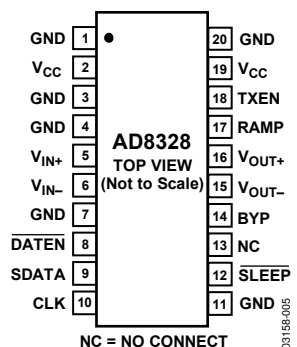 GND 1 20 GND
VCC 2 19 VCC
GND 3 18 TXEN
GND 4 17 RAMP
VIN+ 5 16 VOUT+
VIN– 6 15 VOUT–
GND 7 14 BYP
DATEN 8 13 NC
SDATA 9 12 SLEEP
CLK 10 11 GND
AD8328
TOP VIEW
(Not to Scale)
NC = NO CONNECT
03158-005